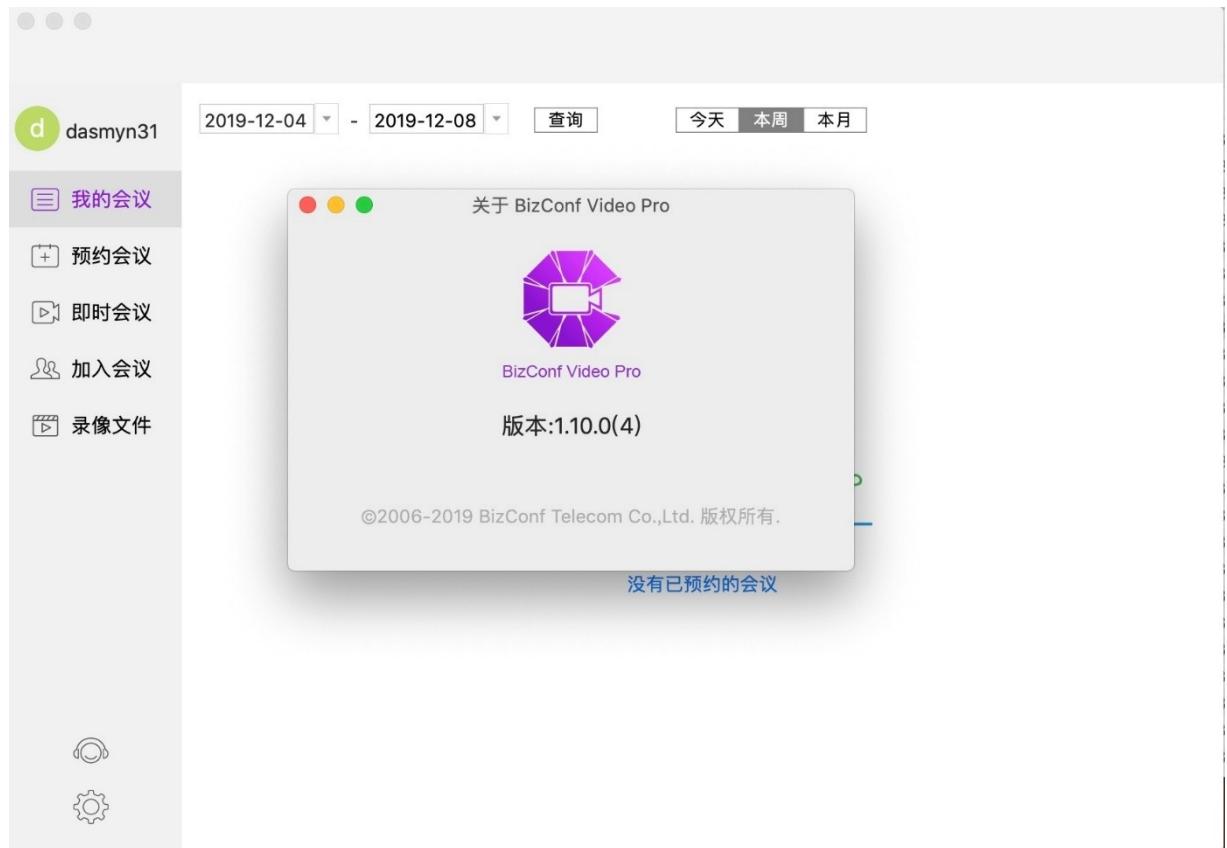 d dasmyn31
2019-12-04 - 2019-12-08 查询 今天 本周 本月
我的会议
预约会议
即时会议
加入会议
录像文件
关于 BizConf Video Pro
BizConf Video Pro
版本:1.10.0(4)
©2006-2019 BizConf Telecom Co.,Ltd. 版权所有.
没有已预约的会议